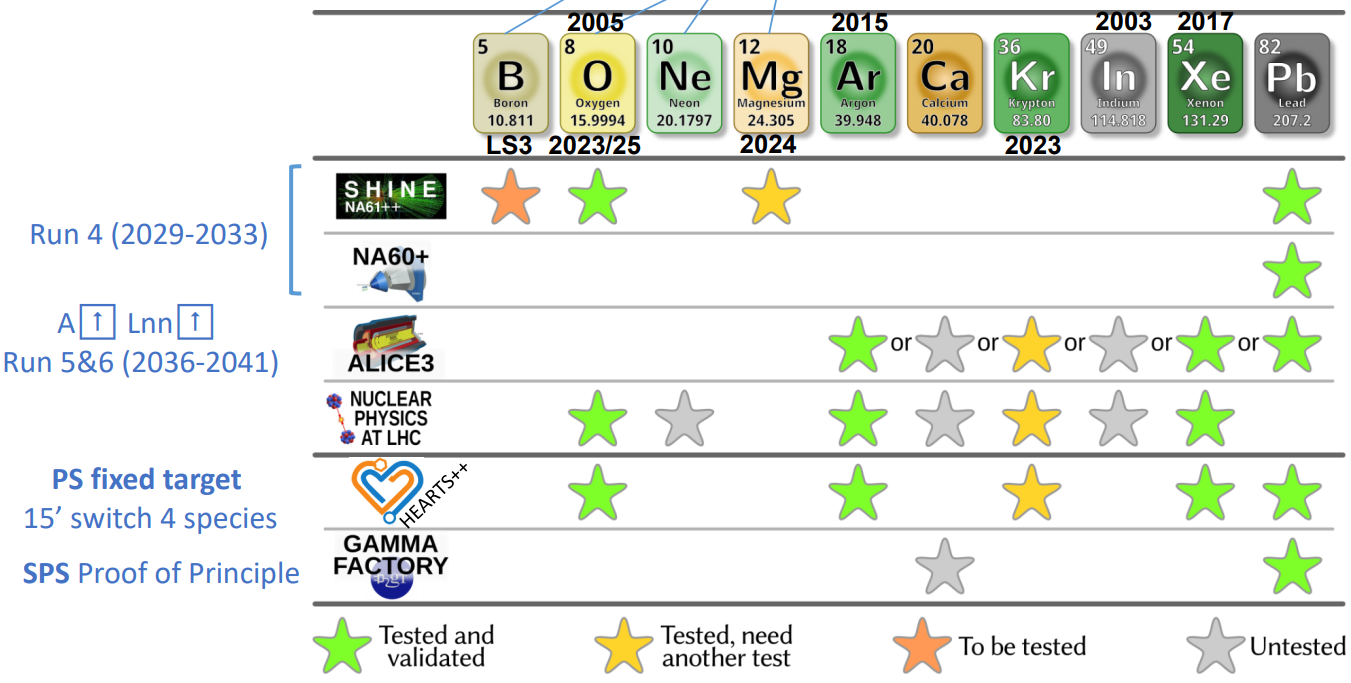 2005 2015 2003 2017
5 8 10 12 18 20 36 49 54 82
B O Ne Mg Ar Ca Kr In Xe Pb
Boron Oxygen Neon Magnesium Argon Calcium Krypton Indium Xenon Lead
10.811 15.9994 20.1797 24.305 39.948 40.078 83.80 114.818 131.29 207.2
LS3 2023/25 2024 2023
SHINE
NA61++
Run 4 (2029-2033)
NA60+
A ↑ Lnn ↑
Run 5&6 (2036-2041)
ALICE3
or or or or or
NUCLEAR
PHYSICS
AT LHC
PS fixed target
15’ switch 4 species
HEARTS++
SPS Proof of Principle
GAMMA
FACTORY
Tested and
validated
Tested, need
another test
To be tested
Untested